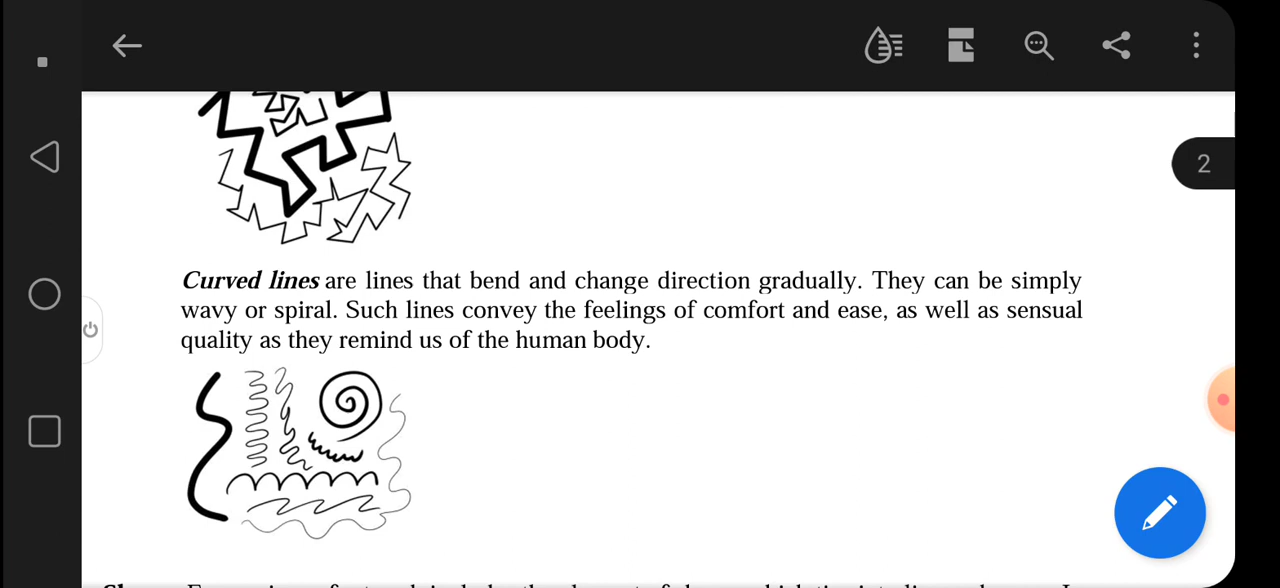 2
Curved lines are lines that bend and change direction gradually. They can be simply
wavy or spiral. Such lines convey the feelings of comfort and ease, as well as sensual
quality as they remind us of the human body.